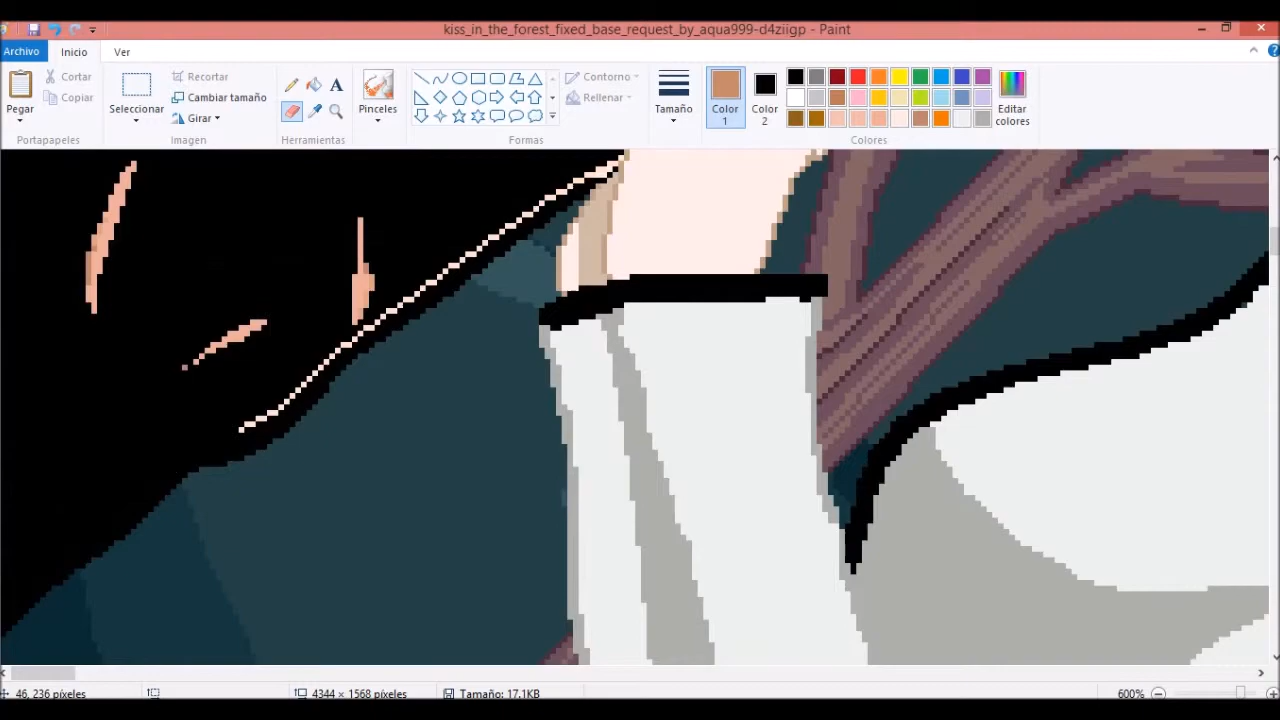 kiss_in_the_forest_fixed_base_request_by_aqua999-d4ziigp - Paint
Archivo Inicio Ver
Pegar
Cortar
Copiar
Portapapeles
Seleccionar
Recortar
Cambiar tamaño
Girar
Imagen
A
Herramientas
Pinceles
Contorno
Rellenar
Formas
Tamaño
Color 1
Color 2
Editar colores
Colores
46, 236 píxeles
4344 × 1568 píxeles
Tamaño: 17,1KB
600%